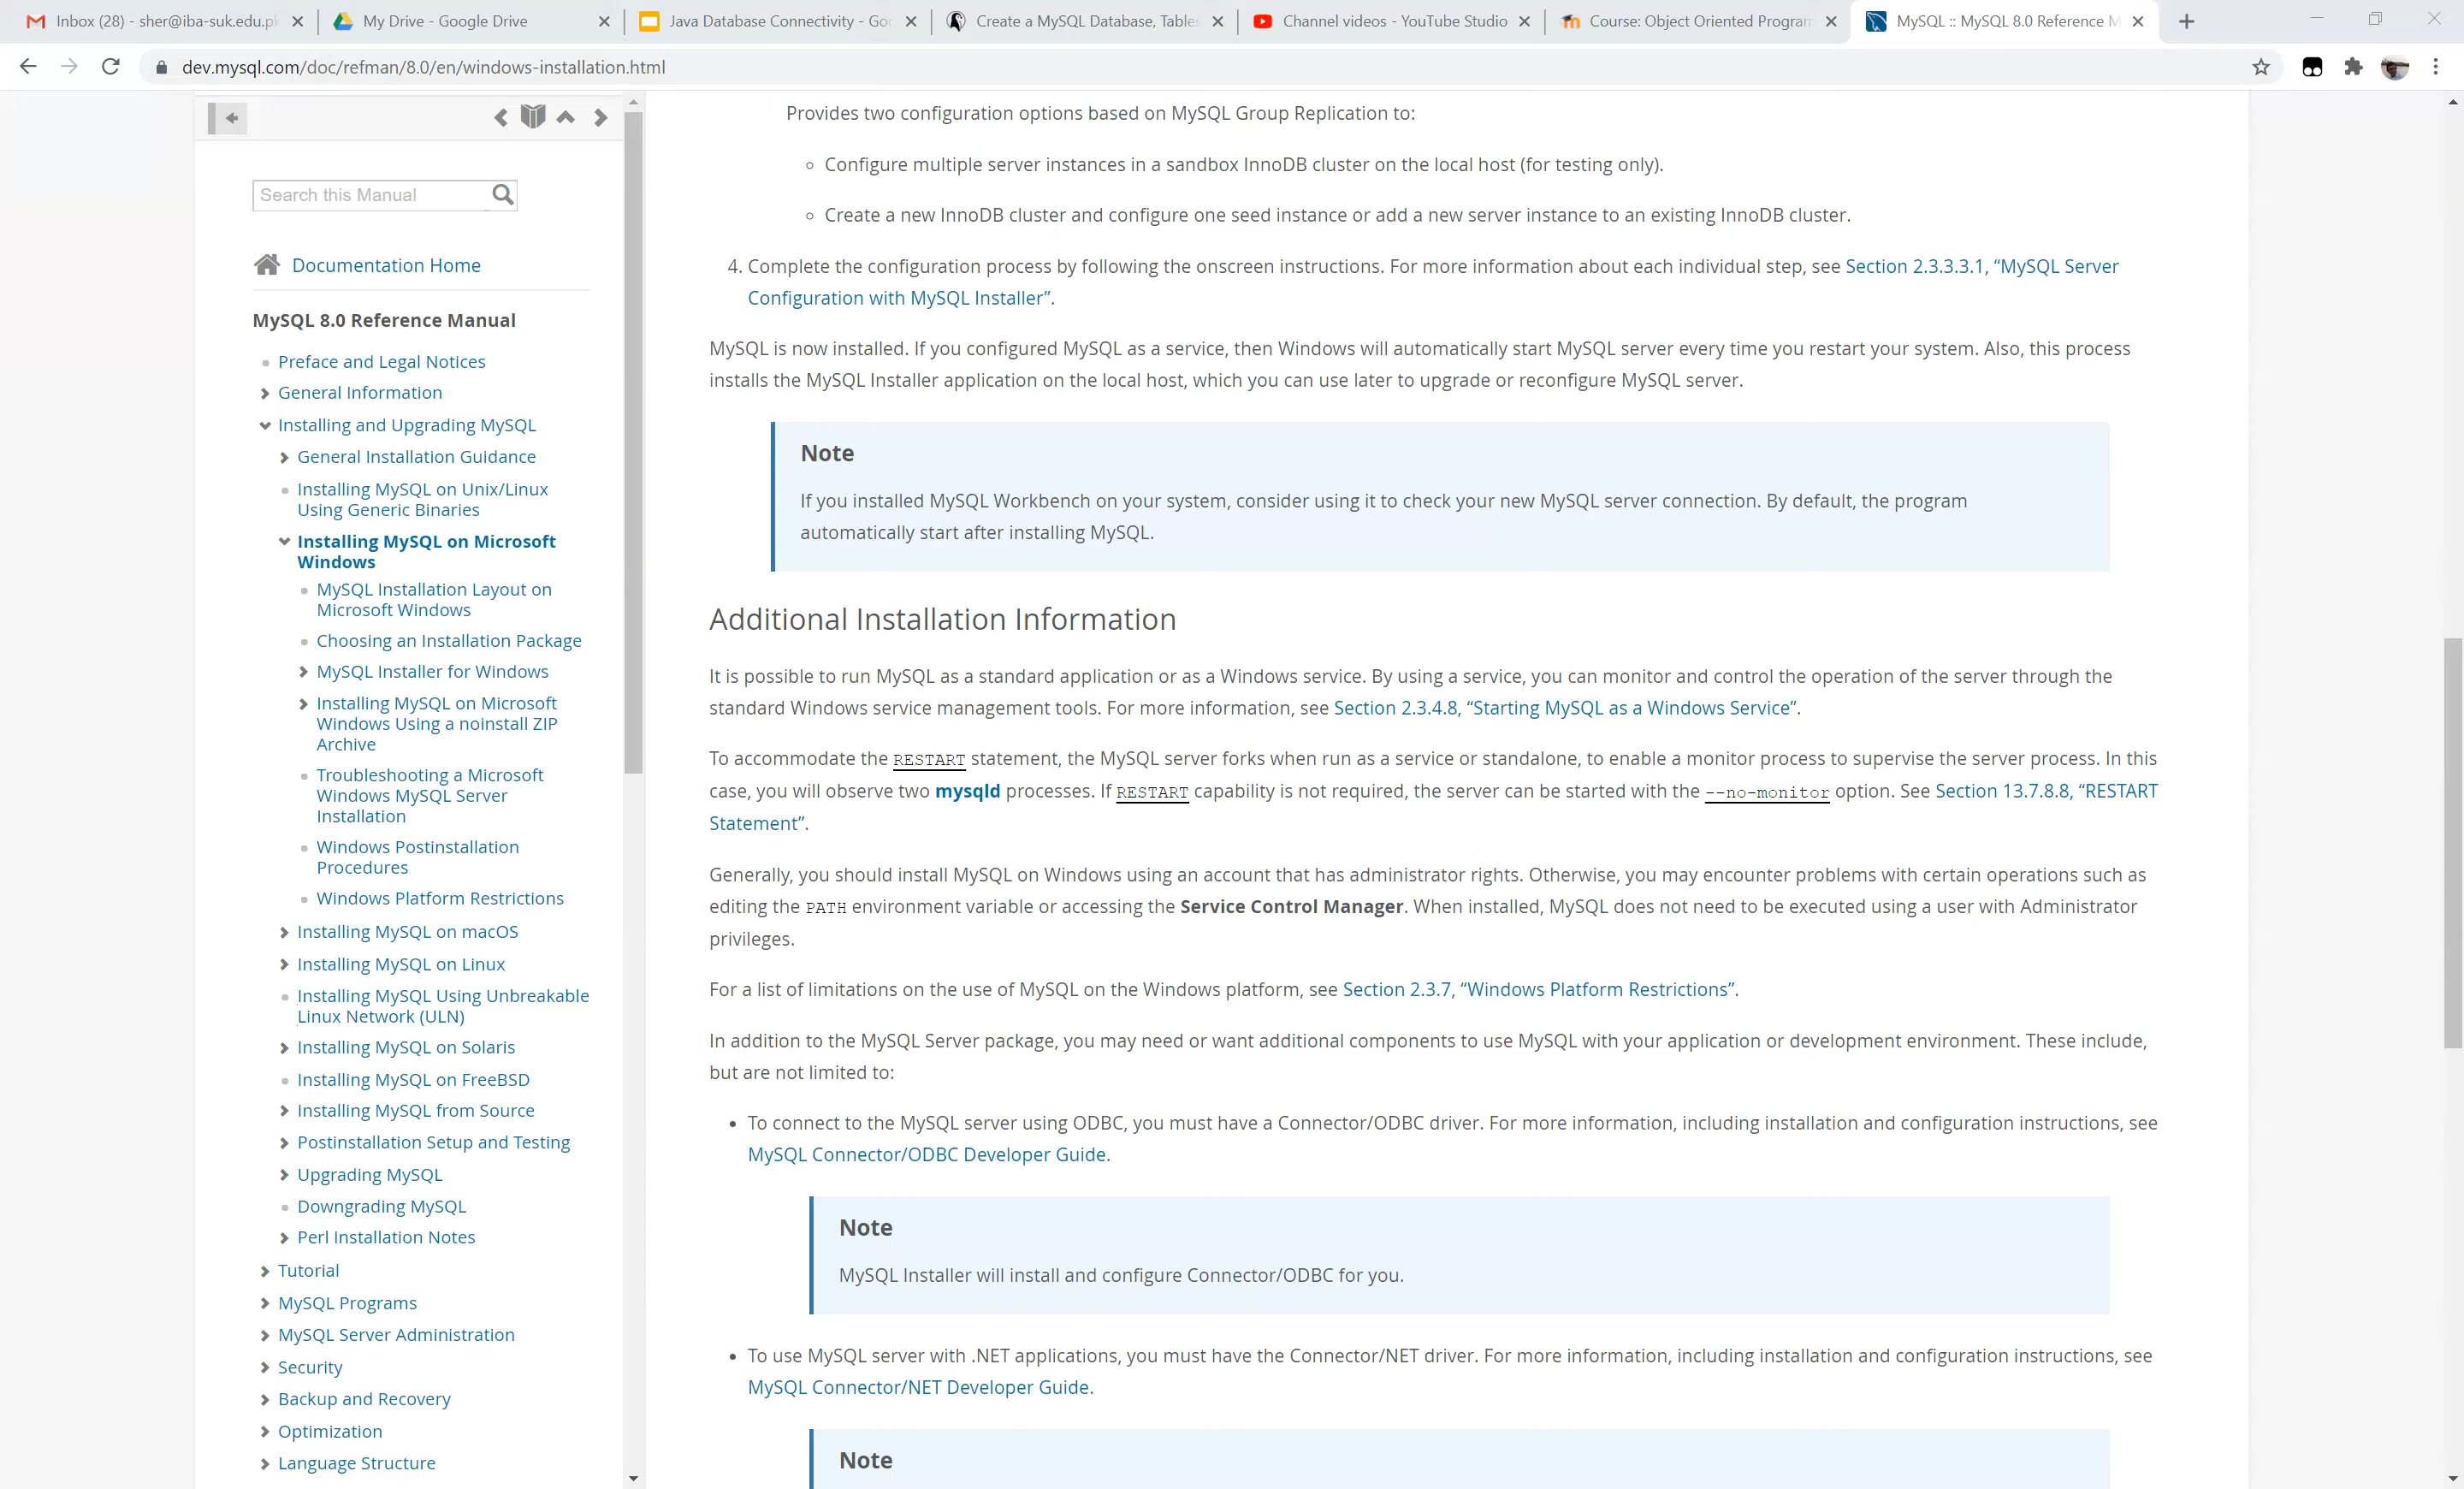 Inbox (28) - sher@iba-suk.edu.p
My Drive - Google Drive
Java Database Connectivity - Goo
Create a MySQL Database, Tables
Channel videos - YouTube Studio
Course: Object Oriented Program
MySQL :: MySQL 8.0 Reference M
dev.mysql.com/doc/refman/8.0/en/windows-installation.html
Search this Manual
Documentation Home
MySQL 8.0 Reference Manual
Preface and Legal Notices
General Information
Installing and Upgrading MySQL
General Installation Guidance
Installing MySQL on Unix/Linux
Using Generic Binaries
Installing MySQL on Microsoft
Windows
MySQL Installation Layout on
Microsoft Windows
Choosing an Installation Package
MySQL Installer for Windows
Installing MySQL on Microsoft
Windows Using a noinstall ZIP
Archive
Troubleshooting a Microsoft
Windows MySQL Server
Installation
Windows Postinstallation
Procedures
Windows Platform Restrictions
Installing MySQL on macOS
Installing MySQL on Linux
Installing MySQL Using Unbreakable
Linux Network (ULN)
Installing MySQL on Solaris
Installing MySQL on FreeBSD
Installing MySQL from Source
Postinstallation Setup and Testing
Upgrading MySQL
Downgrading MySQL
Perl Installation Notes
Tutorial
MySQL Programs
MySQL Server Administration
Security
Backup and Recovery
Optimization
Language Structure
Provides two configuration options based on MySQL Group Replication to:
Configure multiple server instances in a sandbox InnoDB cluster on the local host (for testing only).
Create a new InnoDB cluster and configure one seed instance or add a new server instance to an existing InnoDB cluster.
4. Complete the configuration process by following the onscreen instructions. For more information about each individual step, see Section 2.3.3.3.1, “MySQL Server
Configuration with MySQL Installer”.
MySQL is now installed. If you configured MySQL as a service, then Windows will automatically start MySQL server every time you restart your system. Also, this process
installs the MySQL Installer application on the local host, which you can use later to upgrade or reconfigure MySQL server.
Note
If you installed MySQL Workbench on your system, consider using it to check your new MySQL server connection. By default, the program
automatically start after installing MySQL.
Additional Installation Information
It is possible to run MySQL as a standard application or as a Windows service. By using a service, you can monitor and control the operation of the server through the
standard Windows service management tools. For more information, see Section 2.3.4.8, “Starting MySQL as a Windows Service”.
To accommodate the RESTART statement, the MySQL server forks when run as a service or standalone, to enable a monitor process to supervise the server process. In this
case, you will observe two mysqld processes. If RESTART capability is not required, the server can be started with the --no-monitor option. See Section 13.7.8.8, “RESTART
Statement”.
Generally, you should install MySQL on Windows using an account that has administrator rights. Otherwise, you may encounter problems with certain operations such as
editing the PATH environment variable or accessing the Service Control Manager. When installed, MySQL does not need to be executed using a user with Administrator
privileges.
For a list of limitations on the use of MySQL on the Windows platform, see Section 2.3.7, “Windows Platform Restrictions”.
In addition to the MySQL Server package, you may need or want additional components to use MySQL with your application or development environment. These include,
but are not limited to:
To connect to the MySQL server using ODBC, you must have a Connector/ODBC driver. For more information, including installation and configuration instructions, see
MySQL Connector/ODBC Developer Guide.
Note
MySQL Installer will install and configure Connector/ODBC for you.
To use MySQL server with .NET applications, you must have the Connector/NET driver. For more information, including installation and configuration instructions, see
MySQL Connector/NET Developer Guide.
Note